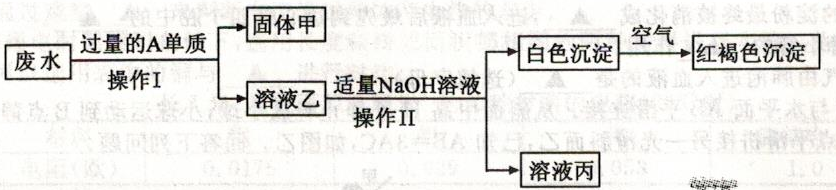 废水
过量的A单质
操作I
固体甲
溶液乙
适量NaOH溶液
操作II
白色沉淀
空气
红褐色沉淀
溶液丙